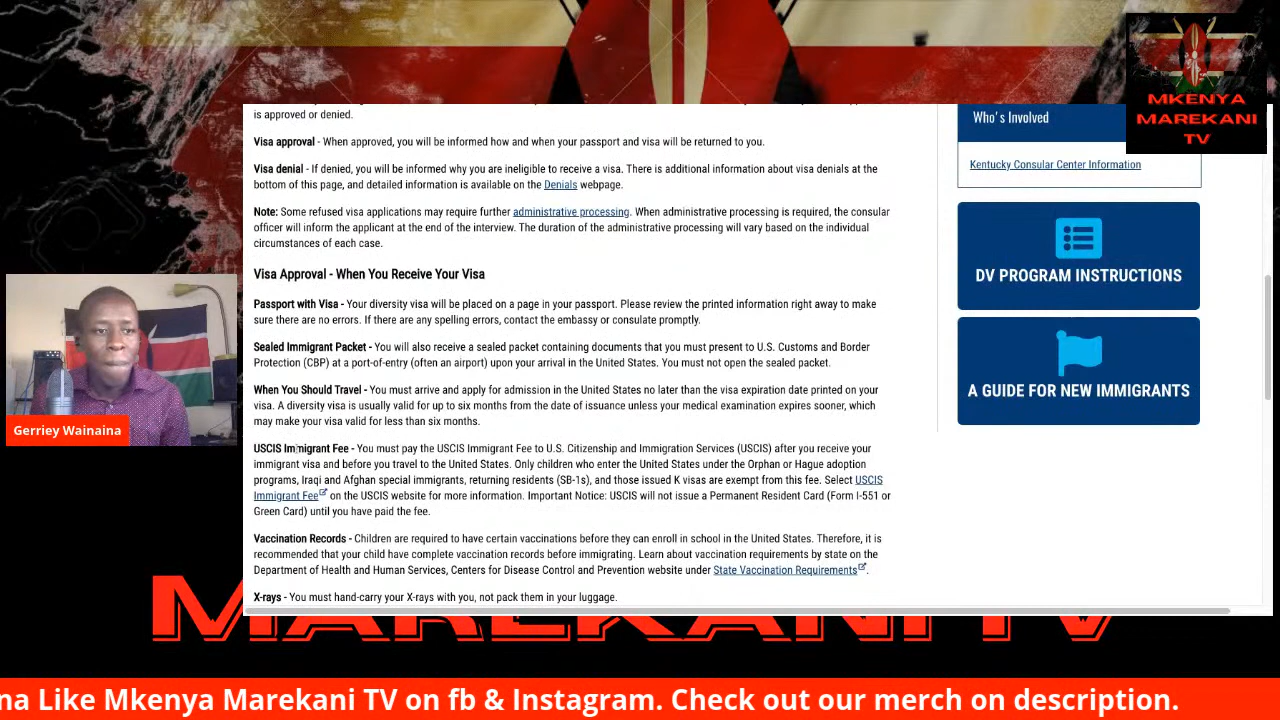 MKENYA
MAREKANI
TV
is approved or denied.
Visa approval - When approved, you will be informed how and when your passport and visa will be returned to you.
Visa denial - If denied, you will be informed why you are ineligible to receive a visa. There is additional information about visa denials at the
bottom of this page, and detailed information is available on the Denials webpage.
Note: Some refused visa applications may require further administrative processing. When administrative processing is required, the consular
officer will inform the applicant at the end of the interview. The duration of the administrative processing will vary based on the individual
circumstances of each case.
Visa Approval - When You Receive Your Visa
Passport with Visa - Your diversity visa will be placed on a page in your passport. Please review the printed information right away to make
sure there are no errors. If there are any spelling errors, contact the embassy or consulate promptly.
Sealed Immigrant Packet - You will also receive a sealed packet containing documents that you must present to U.S. Customs and Border
Protection (CBP) at a port-of-entry (often an airport) upon your arrival in the United States. You must not open the sealed packet.
When You Should Travel - You must arrive and apply for admission in the United States no later than the visa expiration date printed on your
visa. A diversity visa is usually valid for up to six months from the date of issuance unless your medical examination expires sooner, which
may make your visa valid for less than six months.
USCIS Immigrant Fee - You must pay the USCIS Immigrant Fee to U.S. Citizenship and Immigration Services (USCIS) after you receive your
immigrant visa and before you travel to the United States. Only children who enter the United States under the Orphan or Hague adoption
programs, Iraqi and Afghan special immigrants, returning residents (SB-1s), and those issued K visas are exempt from this fee. Select USCIS
Immigrant Fee on the USCIS website for more information. Important Notice: USCIS will not issue a Permanent Resident Card (Form I-551 or
Green Card) until you have paid the fee.
Vaccination Records - Children are required to have certain vaccinations before they can enroll in school in the United States. Therefore, it is
recommended that your child have complete vaccination records before immigrating. Learn about vaccination requirements by state on the
Department of Health and Human Services, Centers for Disease Control and Prevention website under State Vaccination Requirements.
X-rays - You must hand-carry your X-rays with you, not pack them in your luggage.
Who's Involved
Kentucky Consular Center Information
DV PROGRAM INSTRUCTIONS
A GUIDE FOR NEW IMMIGRANTS
Gerriey Wainaina
MAREKANI TV
Like Mkenya Marekani TV on fb & Instagram. Check out our merch on description.